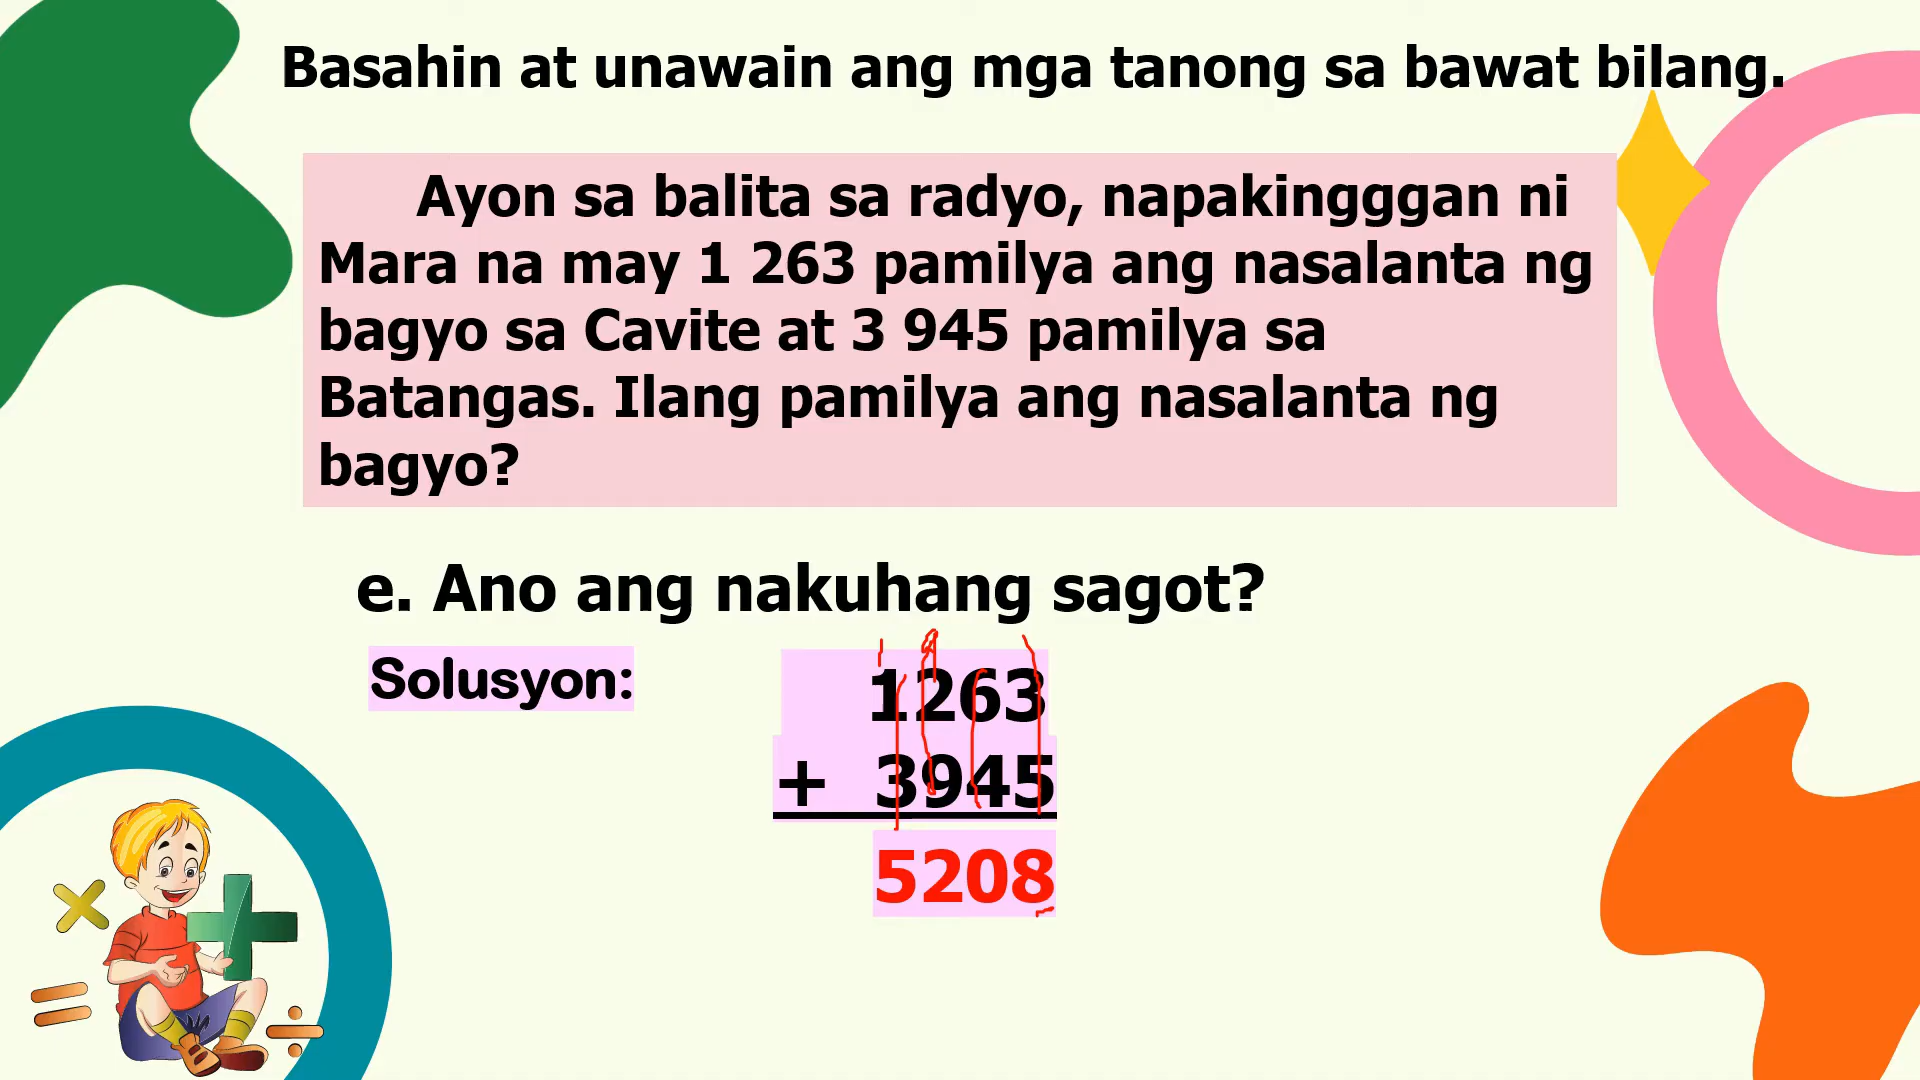 Basahin at unawain ang mga tanong sa bawat bilang.
Ayon sa balita sa radyo, napakingggan ni
Mara na may 1 263 pamilya ang nasalanta ng
bagyo sa Cavite at 3 945 pamilya sa
Batangas. Ilang pamilya ang nasalanta ng
bagyo?
e. Ano ang nakuhang sagot?
Solusyon:
1 1
1263
+ 3945
5208